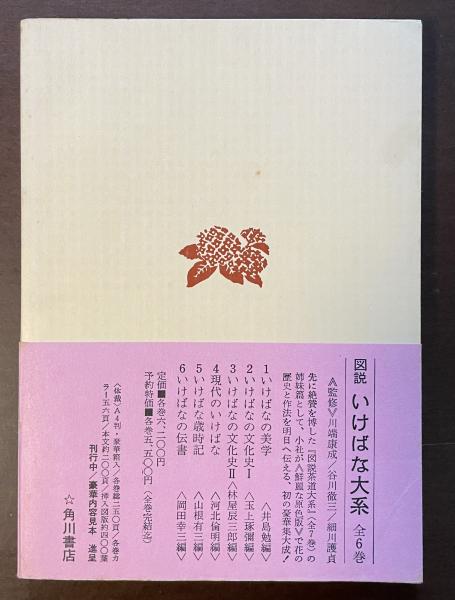 図説 いけばな大系 全6巻
≪監修≫川端康成／谷川徹三／細川護貞
先に絶賛を博した『図説茶道大系』〈全7巻〉の
姉妹篇として、小社が≪鮮麗な原色版≫で花の
歴史と作法を明日へ伝える、初の豪華集大成！
1 いけばなの美学 〈井島勉編〉
2 いけばなの文化史Ⅰ 〈玉上琢彌編〉
3 いけばなの文化史Ⅱ 〈林屋辰三郎編〉
4 現代のいけばな 〈河北倫明編〉
5 いけばな歳時記 〈山根有三編〉
6 いけばなの伝書 〈岡田幸三編〉
定価■各巻六、二〇〇円
予約特価■各巻五、五〇〇円〈全巻完結迄〉
〈体裁〉A4判・豪華箱入／各巻総二五〇頁／各巻カ
ラー五六頁／本文約二〇〇頁／挿入図版約四〇〇葉
刊行中／豪華内容見本 進呈
☆角川書店